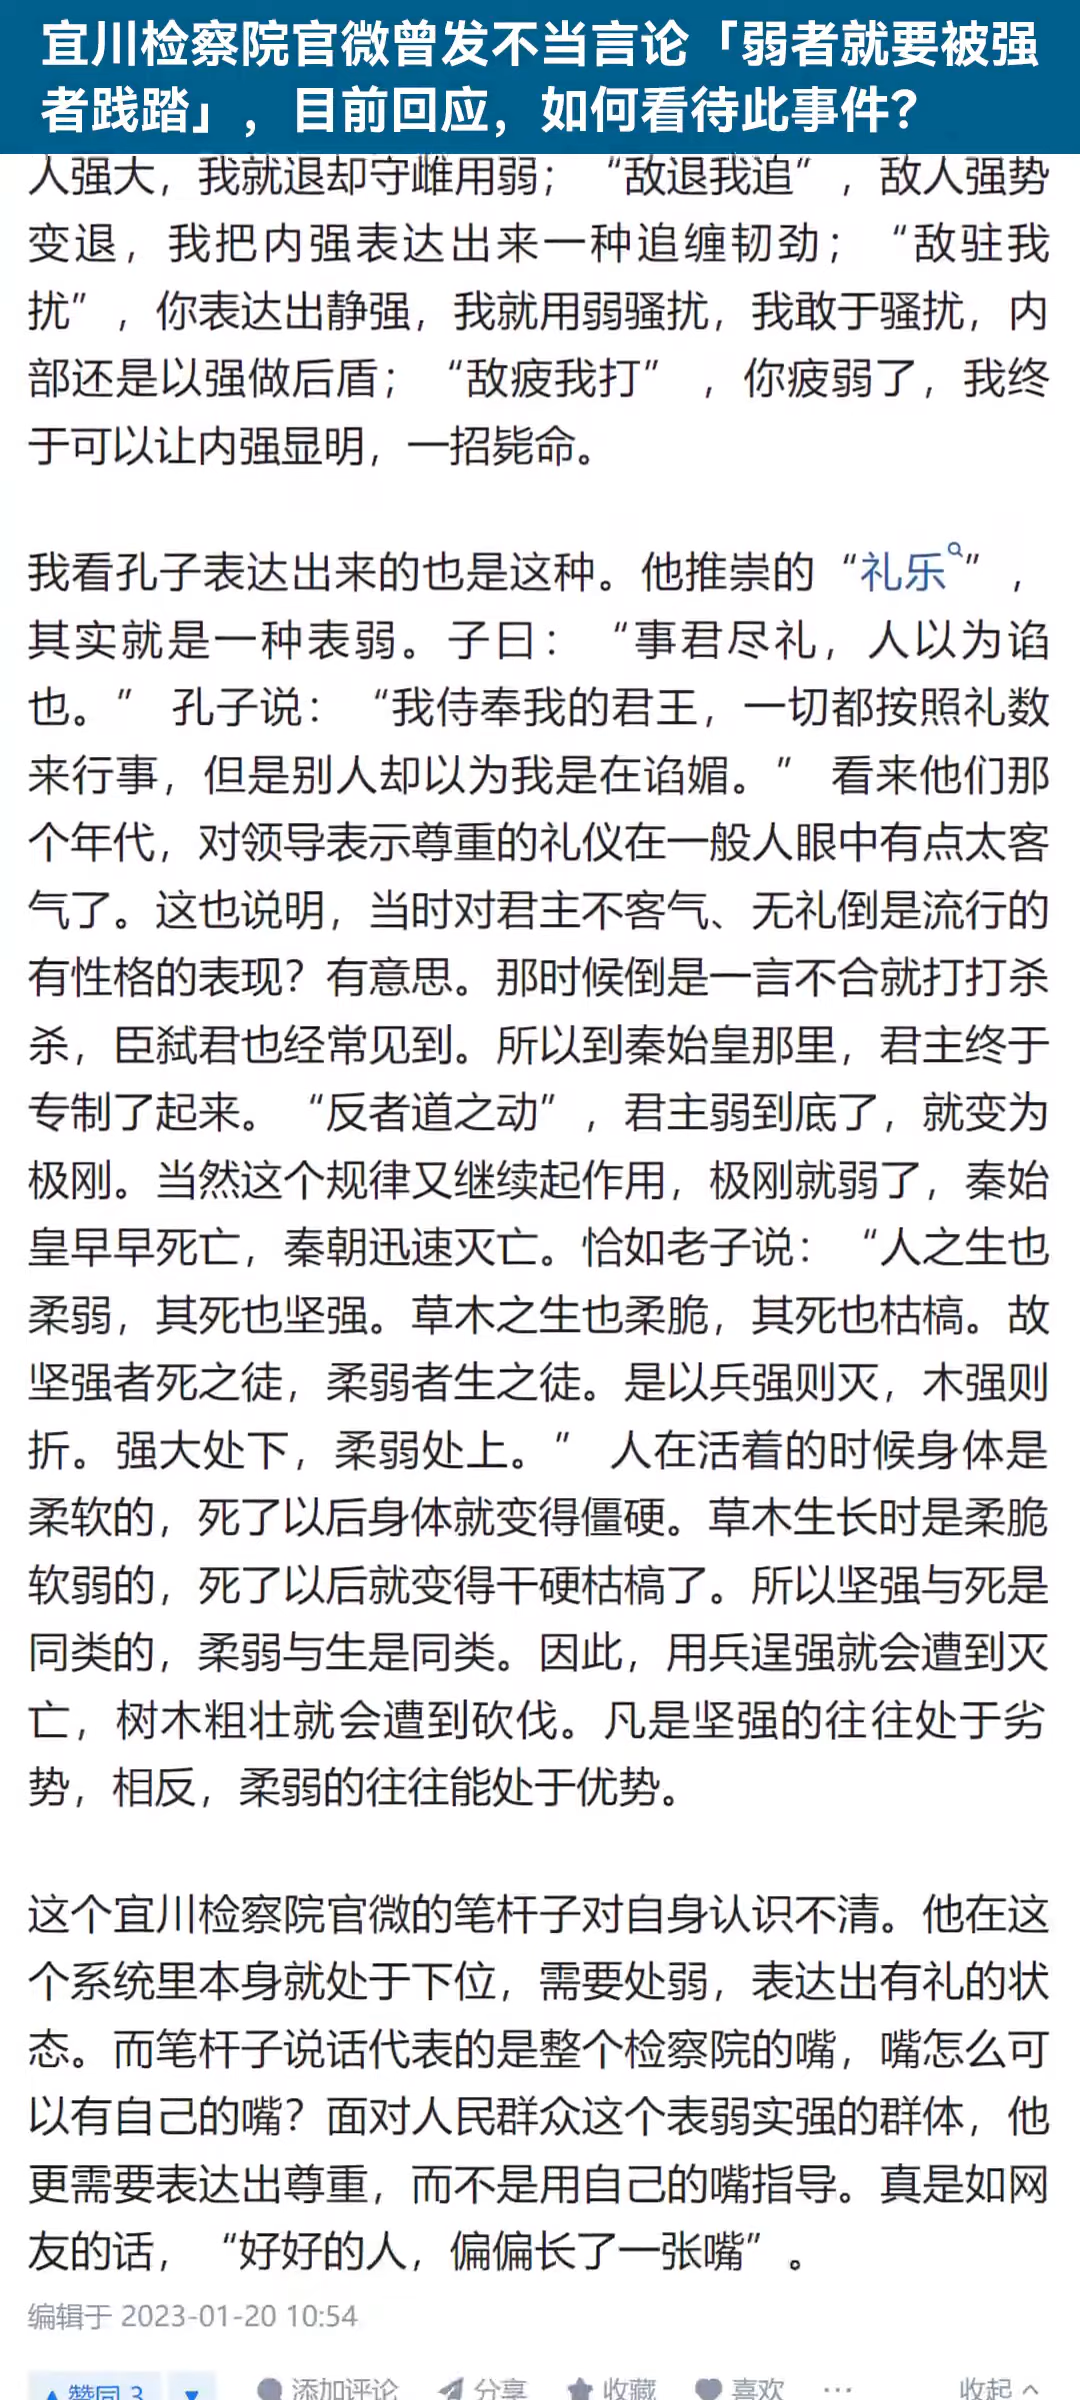 宜川检察院官微曾发不当言论「弱者就要被强
者践踏」，目前回应，如何看待此事件？
人强大，我就退却守雌用弱；“敌退我追”，敌人强势
变退，我把内强表达出来一种追缠韧劲；“敌驻我
扰”，你表达出静强，我就用弱骚扰，我敢于骚扰，内
部还是以强做后盾；“敌疲我打”，你疲弱了，我终
于可以让内强显明，一招毙命。
我看孔子表达出来的也是这种。他推崇的“礼乐”，
其实就是一种表弱。子曰：“事君尽礼，人以为谄
也。” 孔子说：“我侍奉我的君王，一切都按照礼数
来行事，但是别人却以为我是在谄媚。” 看来他们那
个年代，对领导表示尊重的礼仪在一般人眼中有点太客
气了。这也说明，当时对君主不客气、无礼倒是流行的
有性格的表现？有意思。那时候倒是一言不合就打打杀
杀，臣弑君也经常见到。所以到秦始皇那里，君主终于
专制了起来。“反者道之动”，君主弱到底了，就变为
极刚。当然这个规律又继续起作用，极刚就弱了，秦始
皇早早死亡，秦朝迅速灭亡。恰如老子说：“人之生也
柔弱，其死也坚强。草木之生也柔脆，其死也枯槁。故
坚强者死之徒，柔弱者生之徒。是以兵强则灭，木强则
折。强大处下，柔弱处上。” 人在活着的时候身体是
柔软的，死了以后身体就变得僵硬。草木生长时是柔脆
软弱的，死了以后就变得干硬枯槁了。所以坚强与死是
同类的，柔弱与生是同类。因此，用兵逞强就会遭到灭
亡，树木粗壮就会遭到砍伐。凡是坚强的往往处于劣
势，相反，柔弱的往往能处于优势。
这个宜川检察院官微的笔杆子对自身认识不清。他在这
个系统里本身就处于下位，需要处弱，表达出有礼的状
态。而笔杆子说话代表的是整个检察院的嘴，嘴怎么可
以有自己的嘴？面对人民群众这个表弱实强的群体，他
更需要表达出尊重，而不是用自己的嘴指导。真是如网
友的话，“好好的人，偏偏长了一张嘴”。
编辑于 2023-01-20 10:54
赞同 3 添加评论 分享 收藏 喜欢 ··· 收起